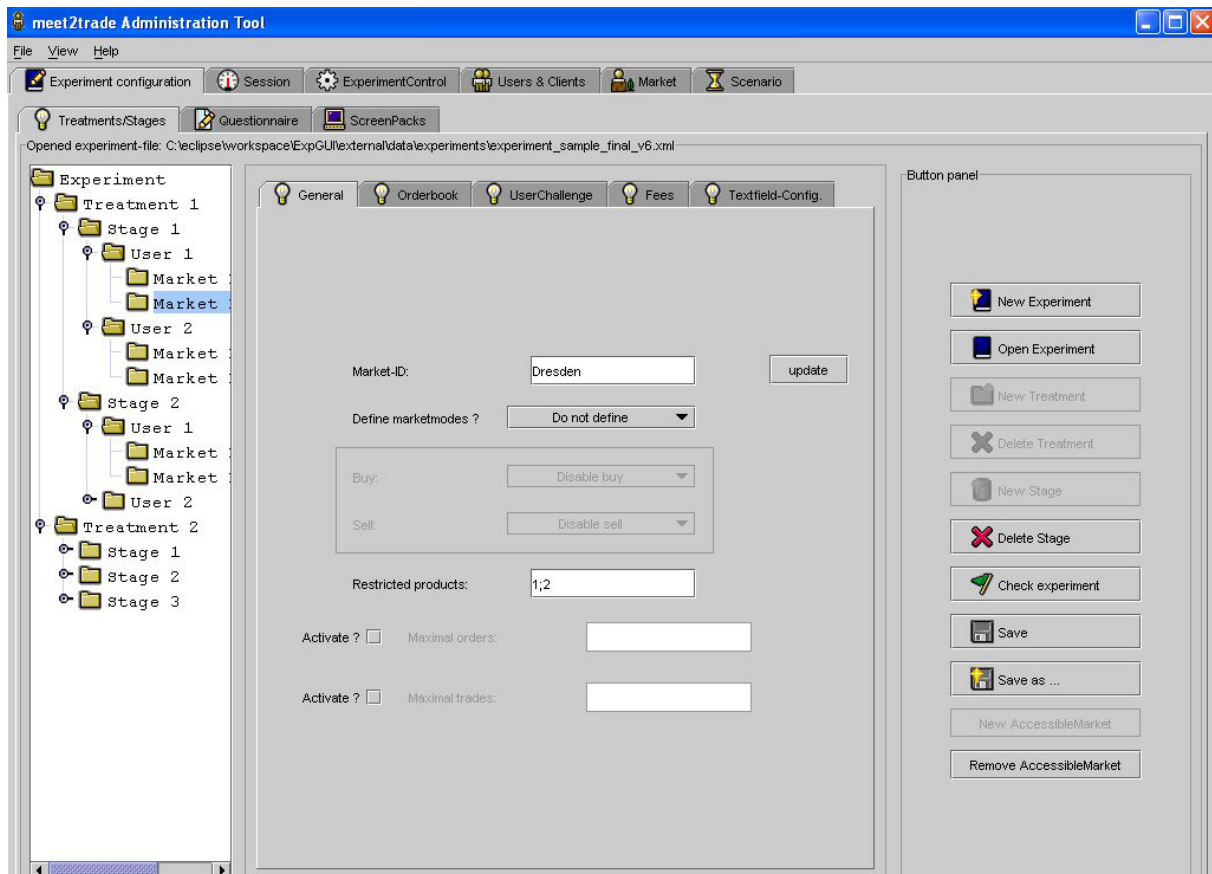 meet2trade Administration Tool
File View Help
Experiment configuration Session ExperimentControl Users & Clients Market Scenario
Treatments/Stages Questionnaire ScreenPacks
Opened experiment-file: C:\eclipse\workspace\ExpGUI\external\data\experiments\experiment_sample_final_v6.xml
Experiment
Treatment 1
Stage 1
User 1
Market
Market
User 2
Market
Market
Stage 2
User 1
Market
Market
User 2
Treatment 2
Stage 1
Stage 2
Stage 3
General Orderbook UserChallenge Fees Textfield-Config.
Market-ID: Dresden update
Define marketmodes ? Do not define
Buy: Disable buy
Sell: Disable sell
Restricted products: 1;2
Activate ? Maximal orders:
Activate ? Maximal trades:
Button panel
New Experiment
Open Experiment
New Treatment
Delete Treatment
New Stage
Delete Stage
Check experiment
Save
Save as ...
New AccessibleMarket
Remove AccessibleMarket